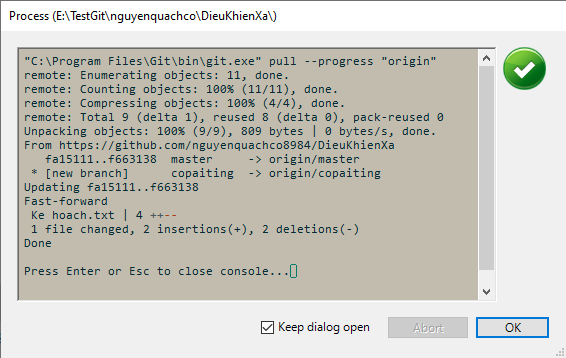 Process (E:\TestGit\nguyenquachco\DieuKhienXa\)
"C:\Program Files\Git\bin\git.exe" pull --progress "origin"
remote: Enumerating objects: 11, done.
remote: Counting objects: 100% (11/11), done.
remote: Compressing objects: 100% (4/4), done.
remote: Total 9 (delta 1), reused 8 (delta 0), pack-reused 0
Unpacking objects: 100% (9/9), 809 bytes | 0 bytes/s, done.
From https://github.com/nguyenquachco8984/DieuKhienXa
   fa15111..f663138  master     -> origin/master
 * [new branch]      copaiting  -> origin/copaiting
Updating fa15111..f663138
Fast-forward
 Ke hoach.txt | 4 ++--
 1 file changed, 2 insertions(+), 2 deletions(-)
Done
Press Enter or Esc to close console...
Keep dialog open
Abort
OK